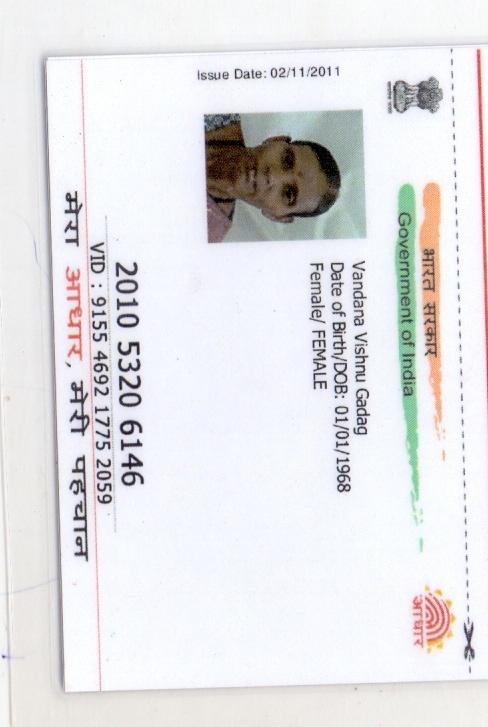 भारत सरकार
Government of India
आधार
Issue Date: 02/11/2011
Vandana Vishnu Gadag
Date of Birth/DOB: 01/01/1968
Female/ FEMALE
2010 5320 6146
VID : 9155 4692 1775 2059
मेरा आधार, मेरी पहचान